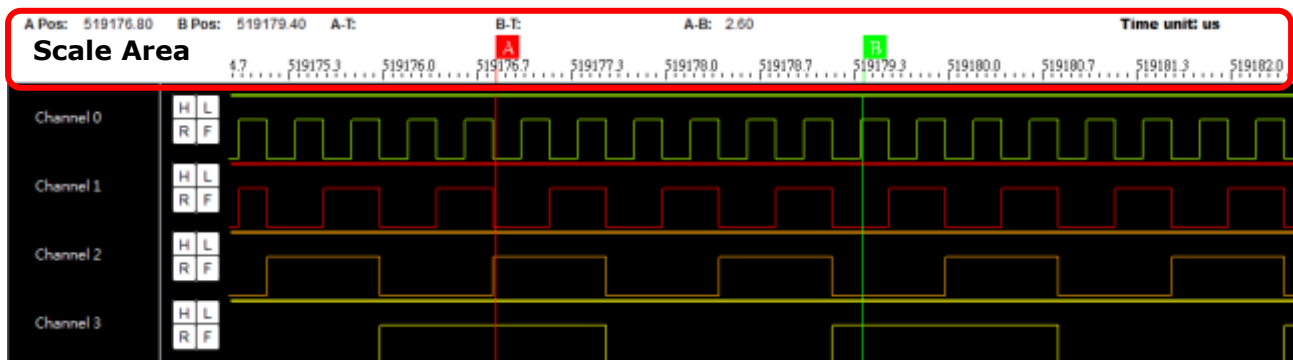 A Pos: 519176.80 B Pos: 519179.40 A-T: B-T: A-B: 2.60 Time unit: us
Scale Area A B
4.7 519175.3 519176.0 519176.7 519177.3 519178.0 519178.7 519179.3 519180.0 519180.7 519181.3 519182.0
Channel 0 H L
R F
Channel 1 H L
R F
Channel 2 H L
R F
Channel 3 H L
R F